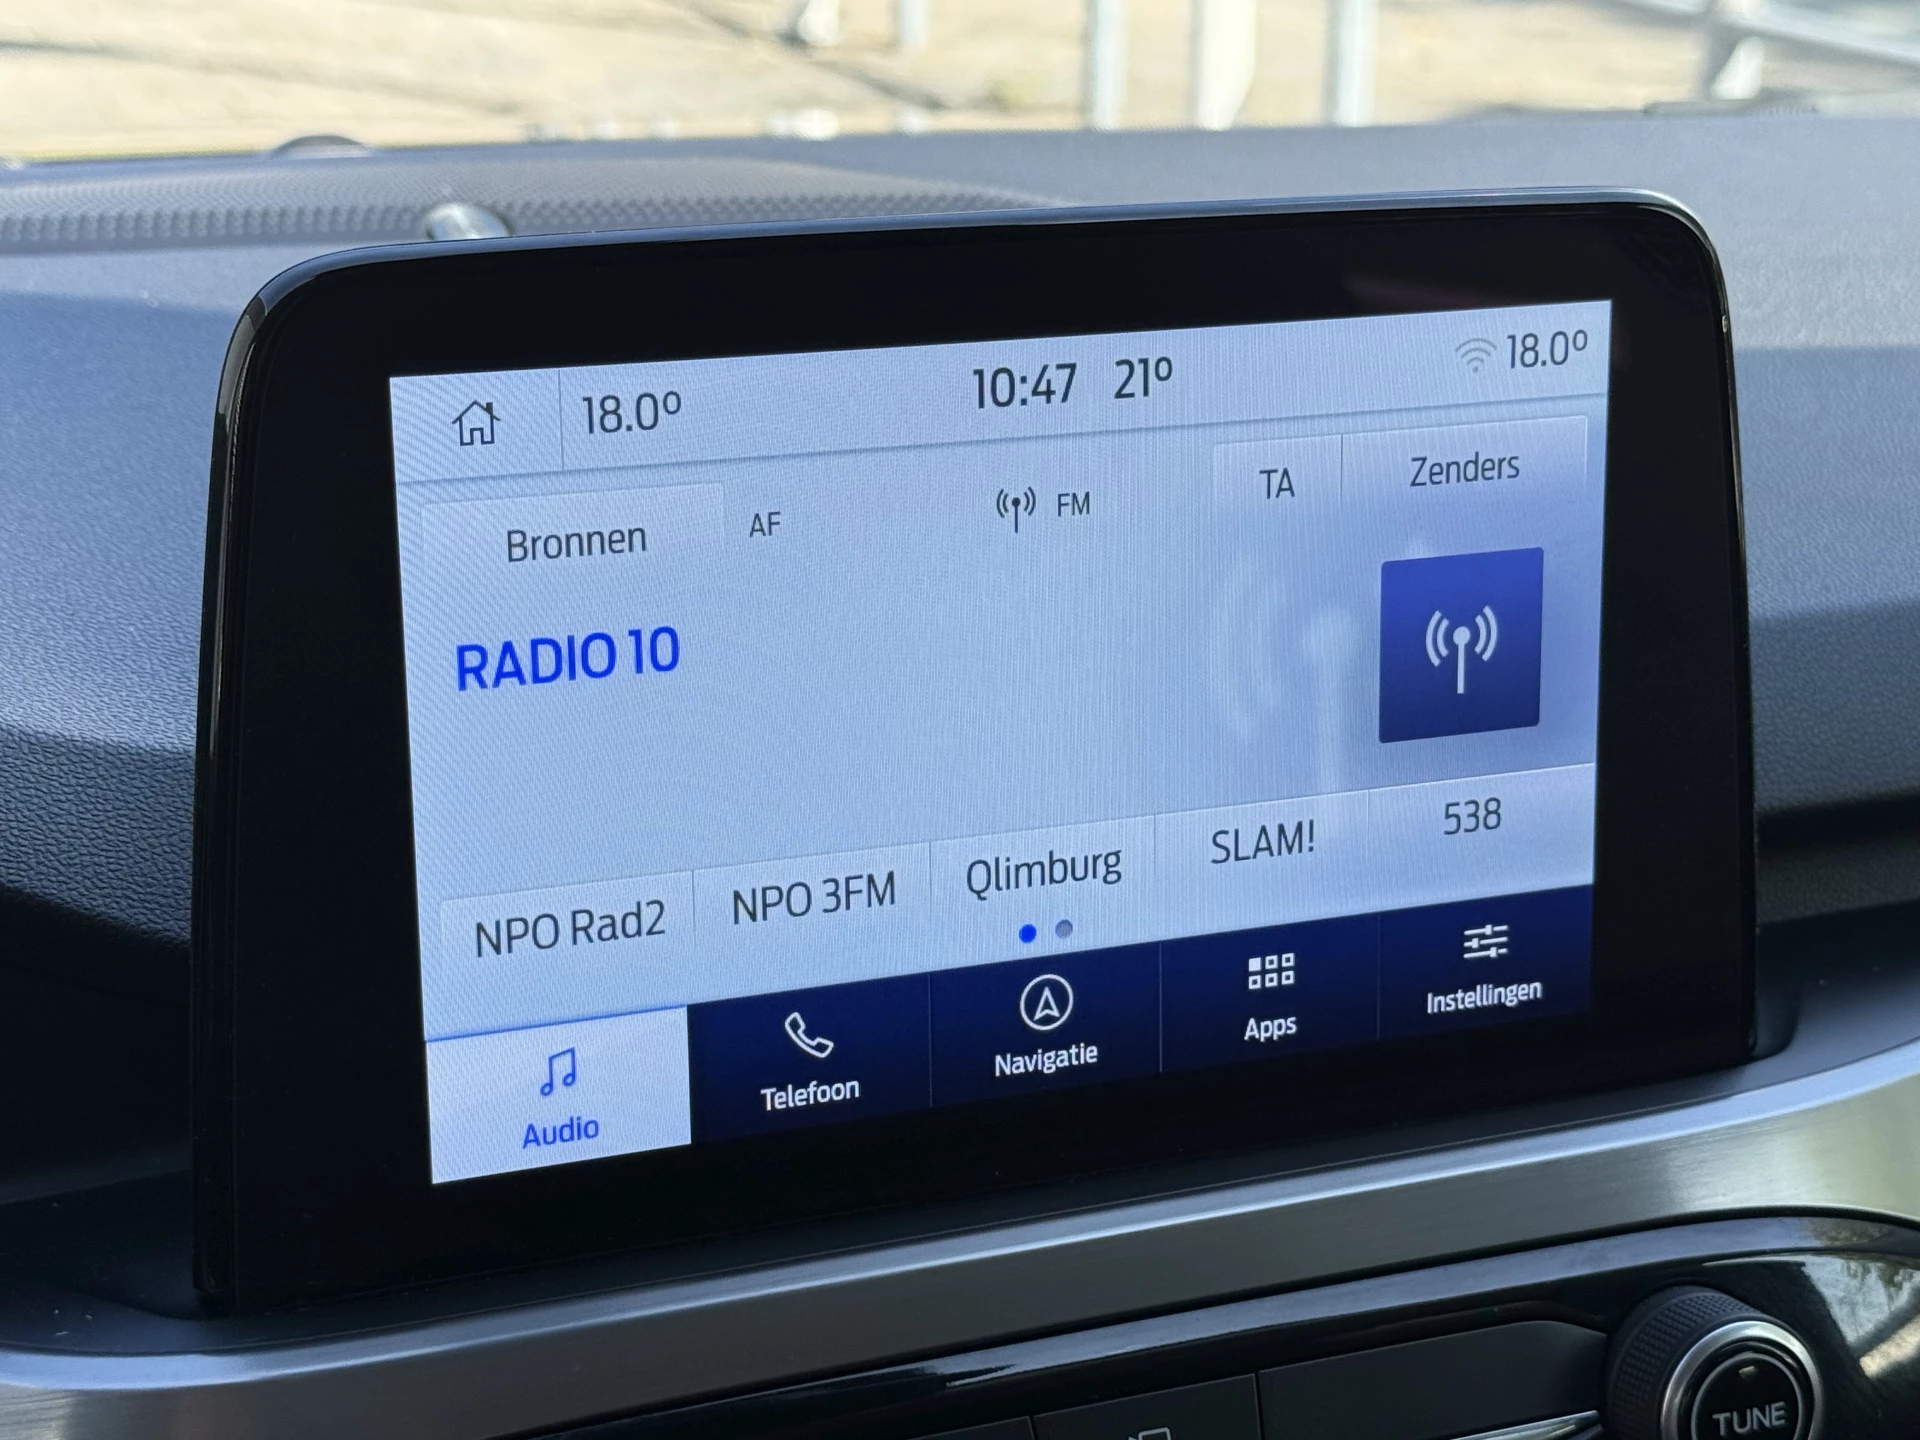 18.0° 10:47 21° 18.0°
Bronnen AF FM TA Zenders
RADIO 10
NPO Rad2 NPO 3FM Qlimburg SLAM! 538
Audio Telefoon Navigatie Apps Instellingen
TUNE